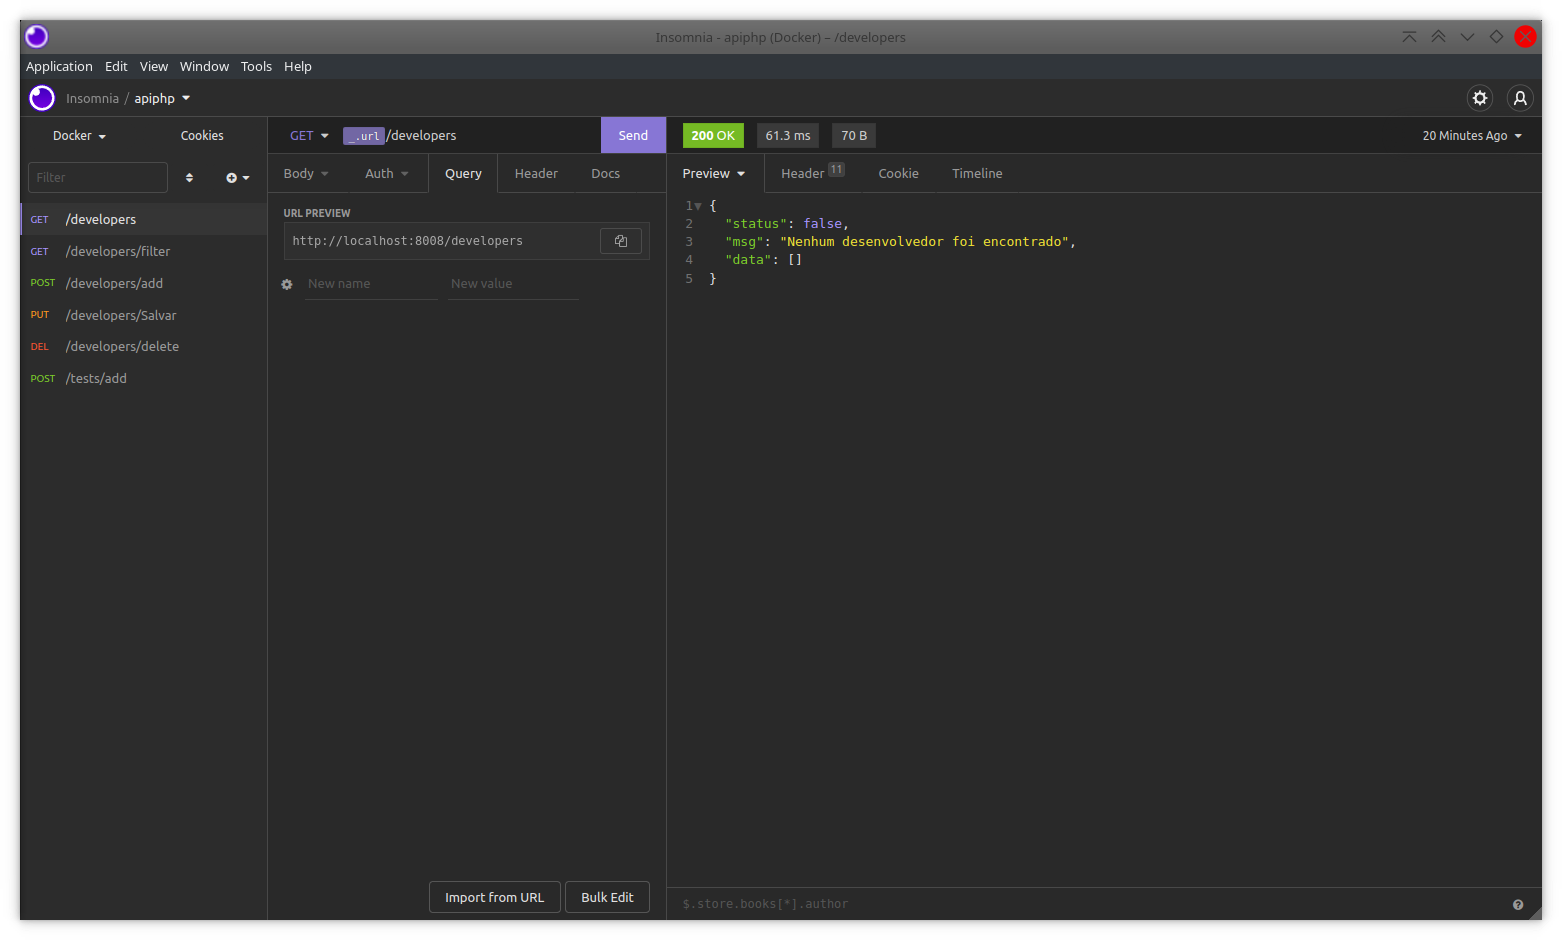 Insomnia - apiphp (Docker) – /developers
Application Edit View Window Tools Help
Insomnia / apiphp
Docker Cookies
Filter
GET /developers
GET /developers/filter
POST /developers/add
PUT /developers/Salvar
DEL /developers/delete
POST /tests/add
GET _.url/developers Send
Body Auth Query Header Docs
URL PREVIEW
http://localhost:8008/developers
New name New value
Import from URL Bulk Edit
200 OK 61.3 ms 70 B 20 Minutes Ago
Preview Header 11 Cookie Timeline
1 {
2 "status": false,
3 "msg": "Nenhum desenvolvedor foi encontrado",
4 "data": []
5 }
$.store.books[*].author